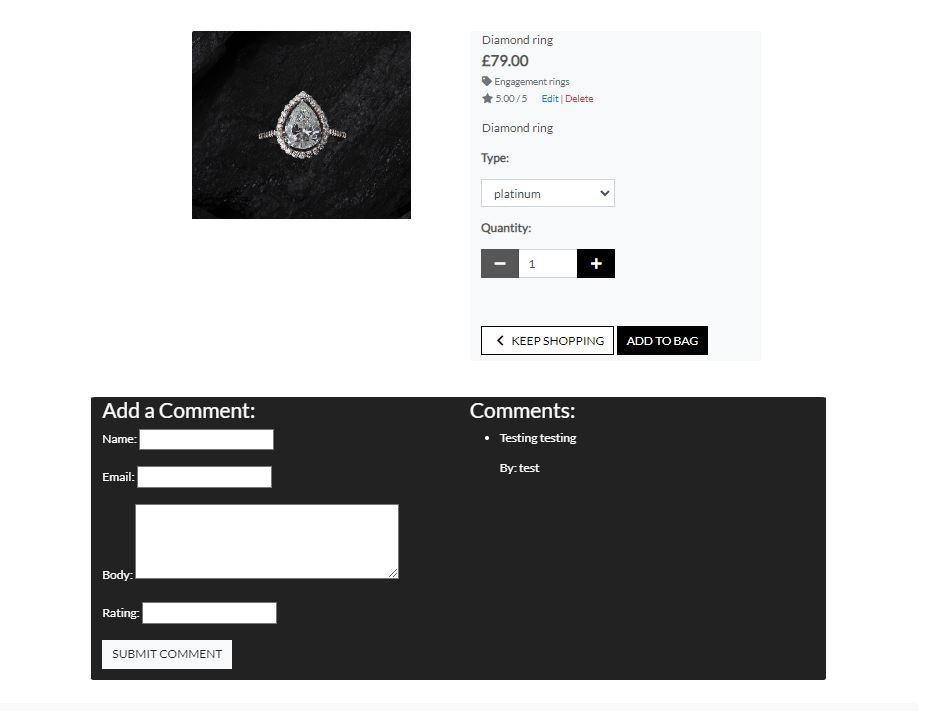 Diamond ring
£79.00
Engagement rings
5.00 / 5 Edit | Delete
Diamond ring
Type:
platinum
Quantity:
1
KEEP SHOPPING ADD TO BAG
Add a Comment:
Name:
Email:
Body:
Rating:
SUBMIT COMMENT
Comments:
Testing testing
By: test